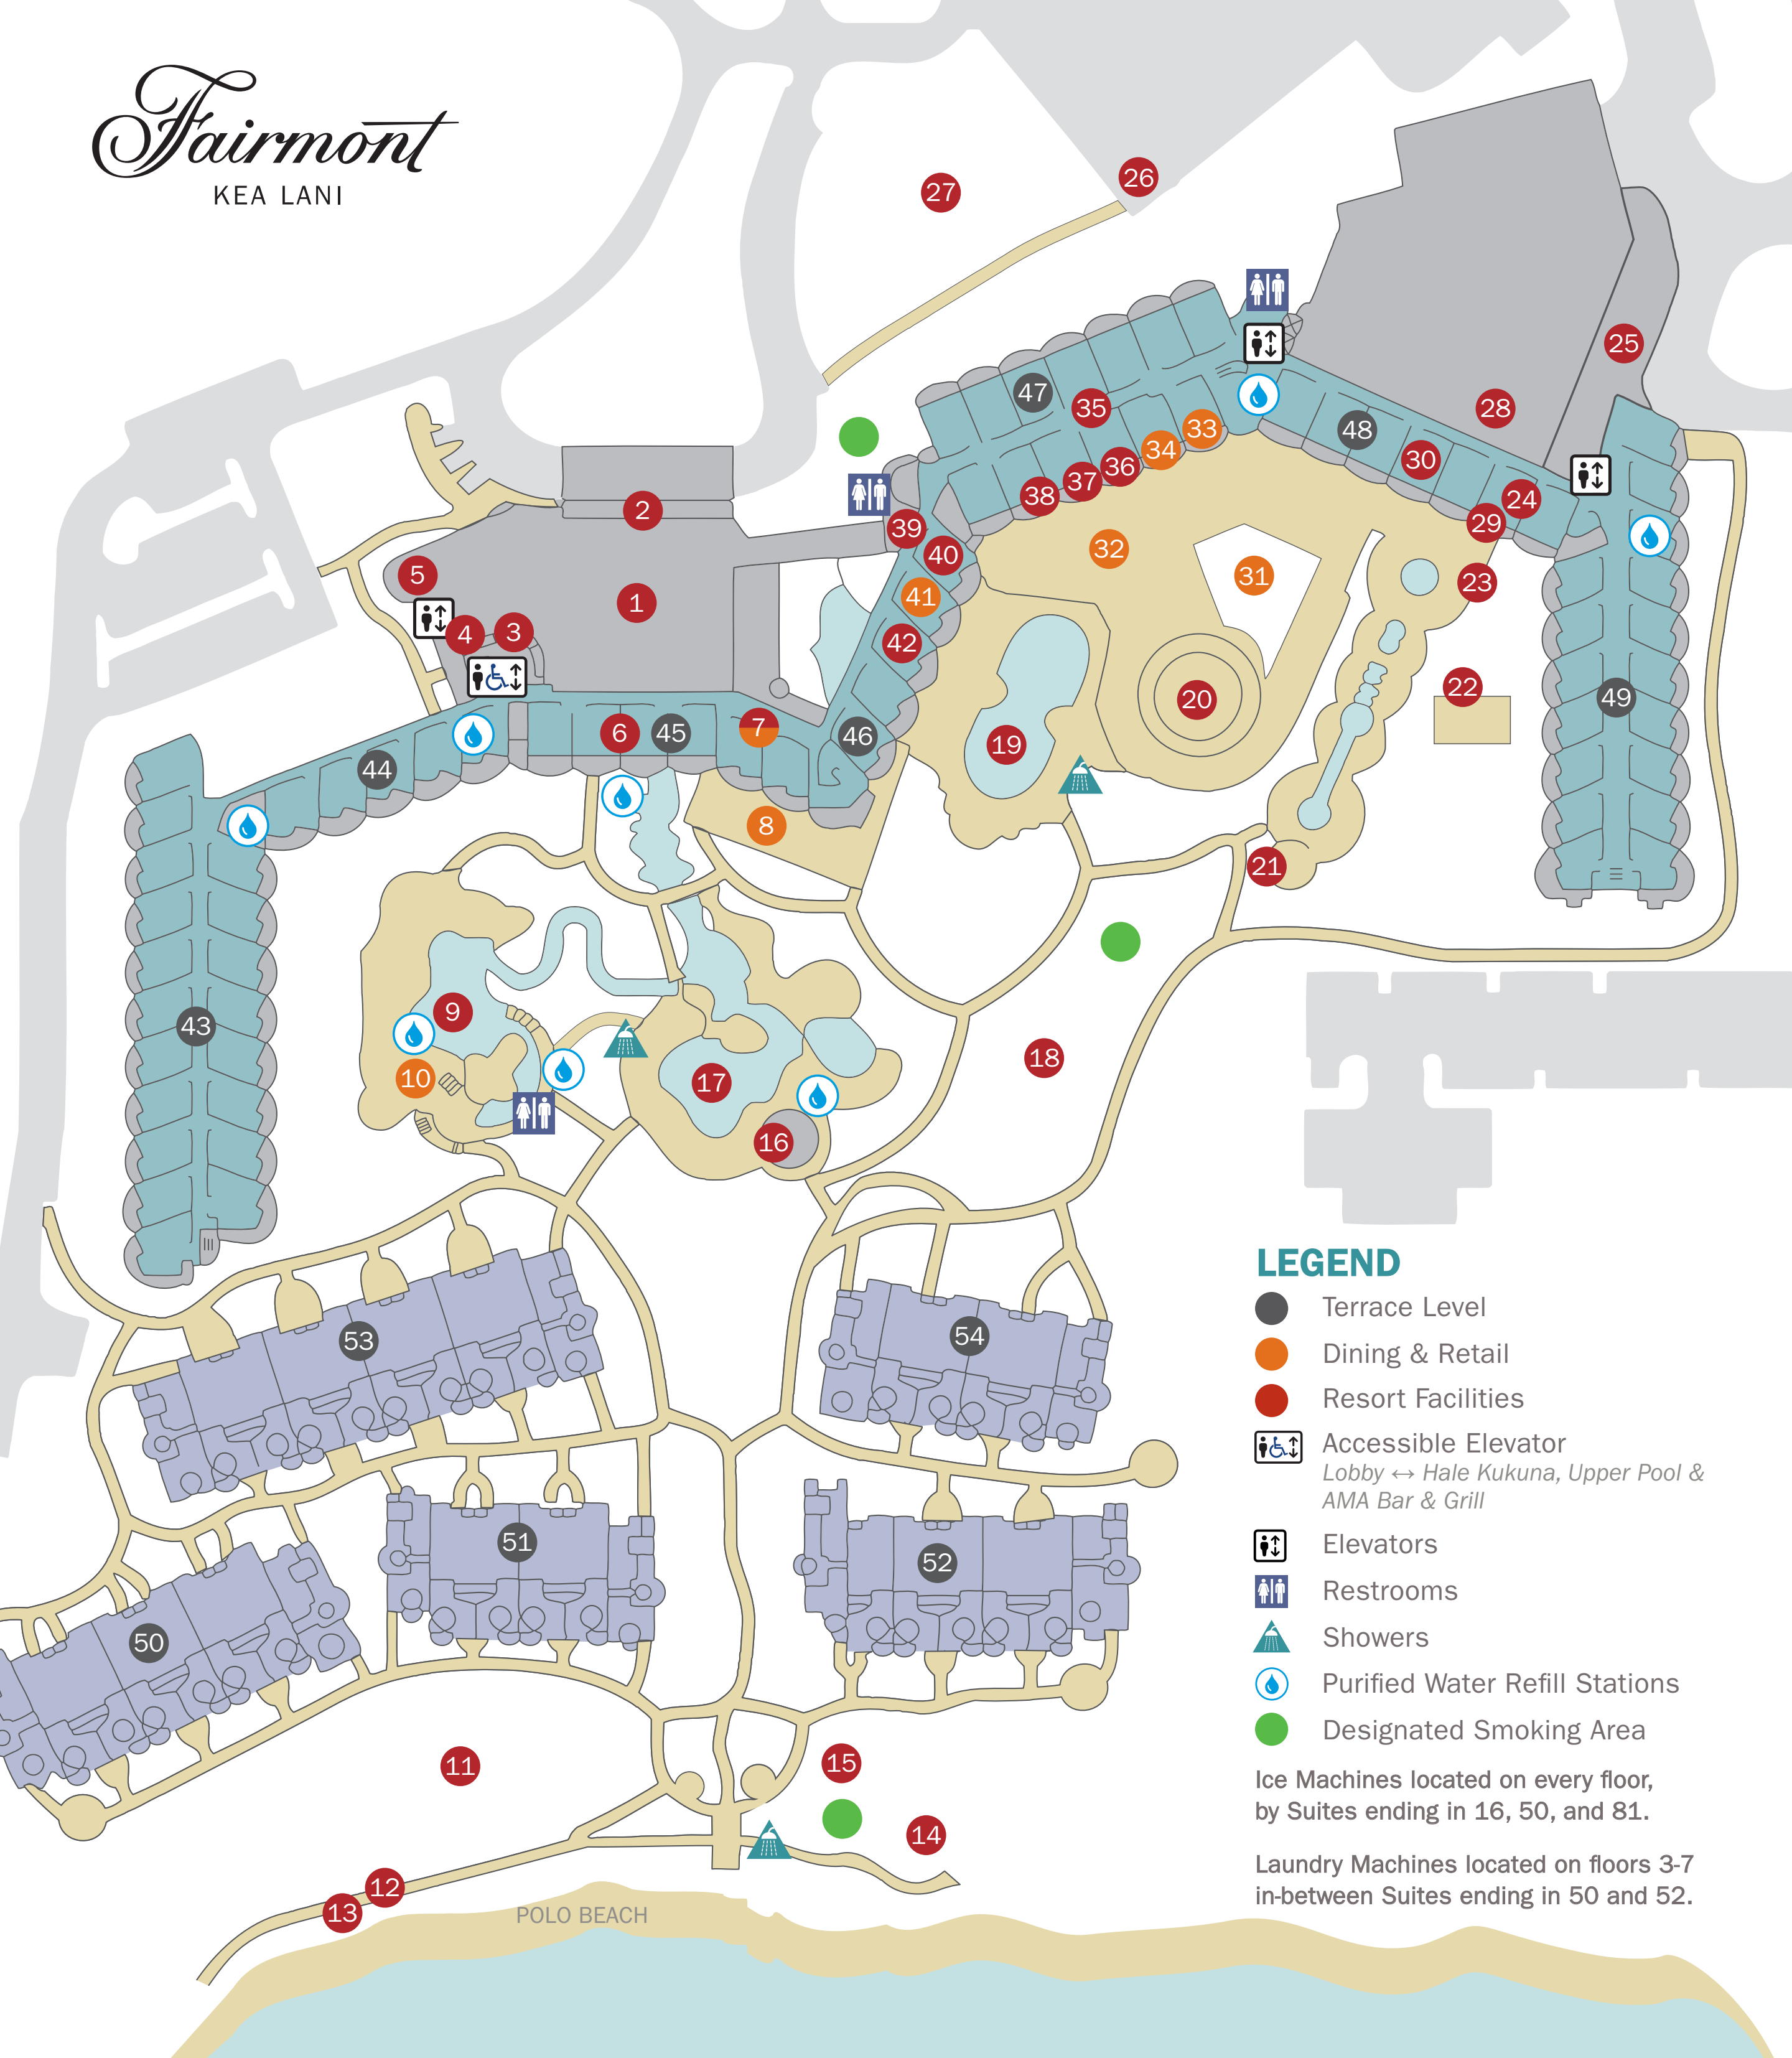 Fairmont
KEA LANI
27
26
25
47
35
28
33
48
34
30
36
37
38
24
29
2
39
40
32
31
5
23
41
1
3
4
42
22
49
20
6
45
7
46
19
44
8
21
9
43
18
10
17
16
53
54
51
52
50
11
15
14
12
13
POLO BEACH
LEGEND
Terrace Level
Dining & Retail
Resort Facilities
Accessible Elevator
Lobby ↔ Hale Kukuna, Upper Pool &
AMA Bar & Grill
Elevators
Restrooms
Showers
Purified Water Refill Stations
Designated Smoking Area
Ice Machines located on every floor,
by Suites ending in 16, 50, and 81.
Laundry Machines located on floors 3-7
in-between Suites ending in 50 and 52.